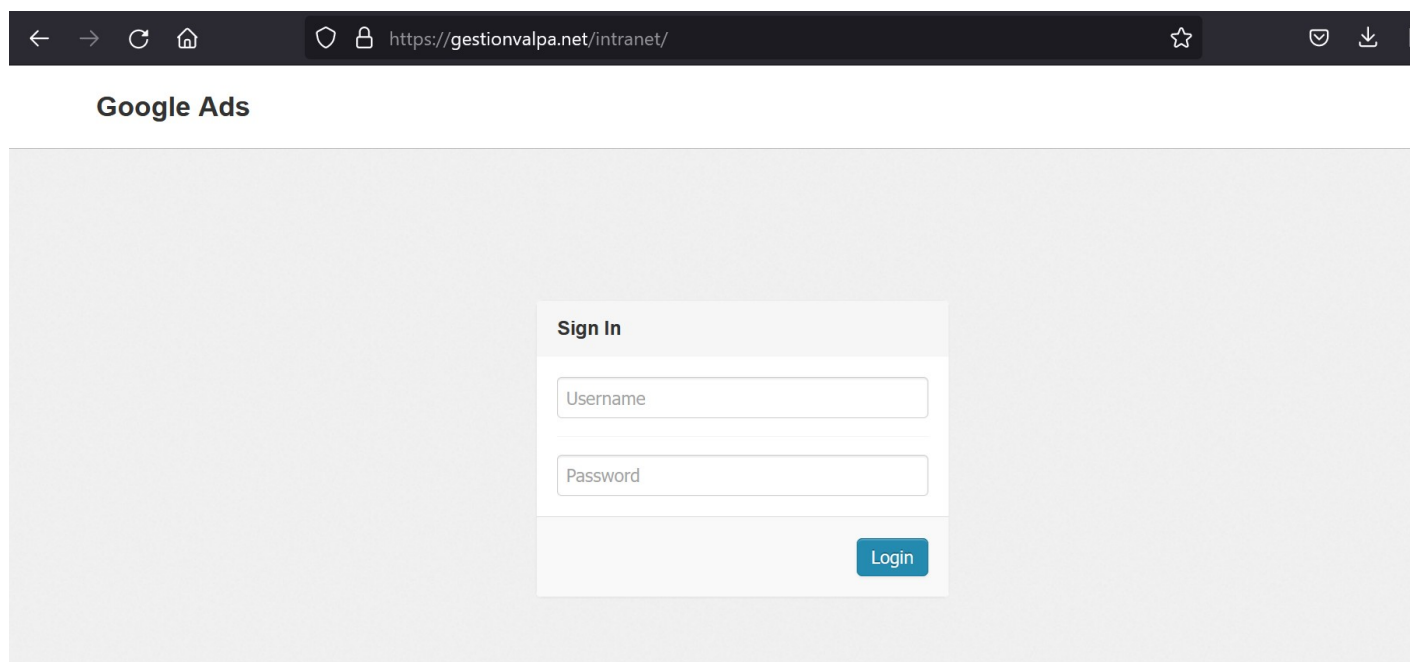 https://gestionvalpa.net/intranet/
Google Ads
Sign In
Username
Password
Login